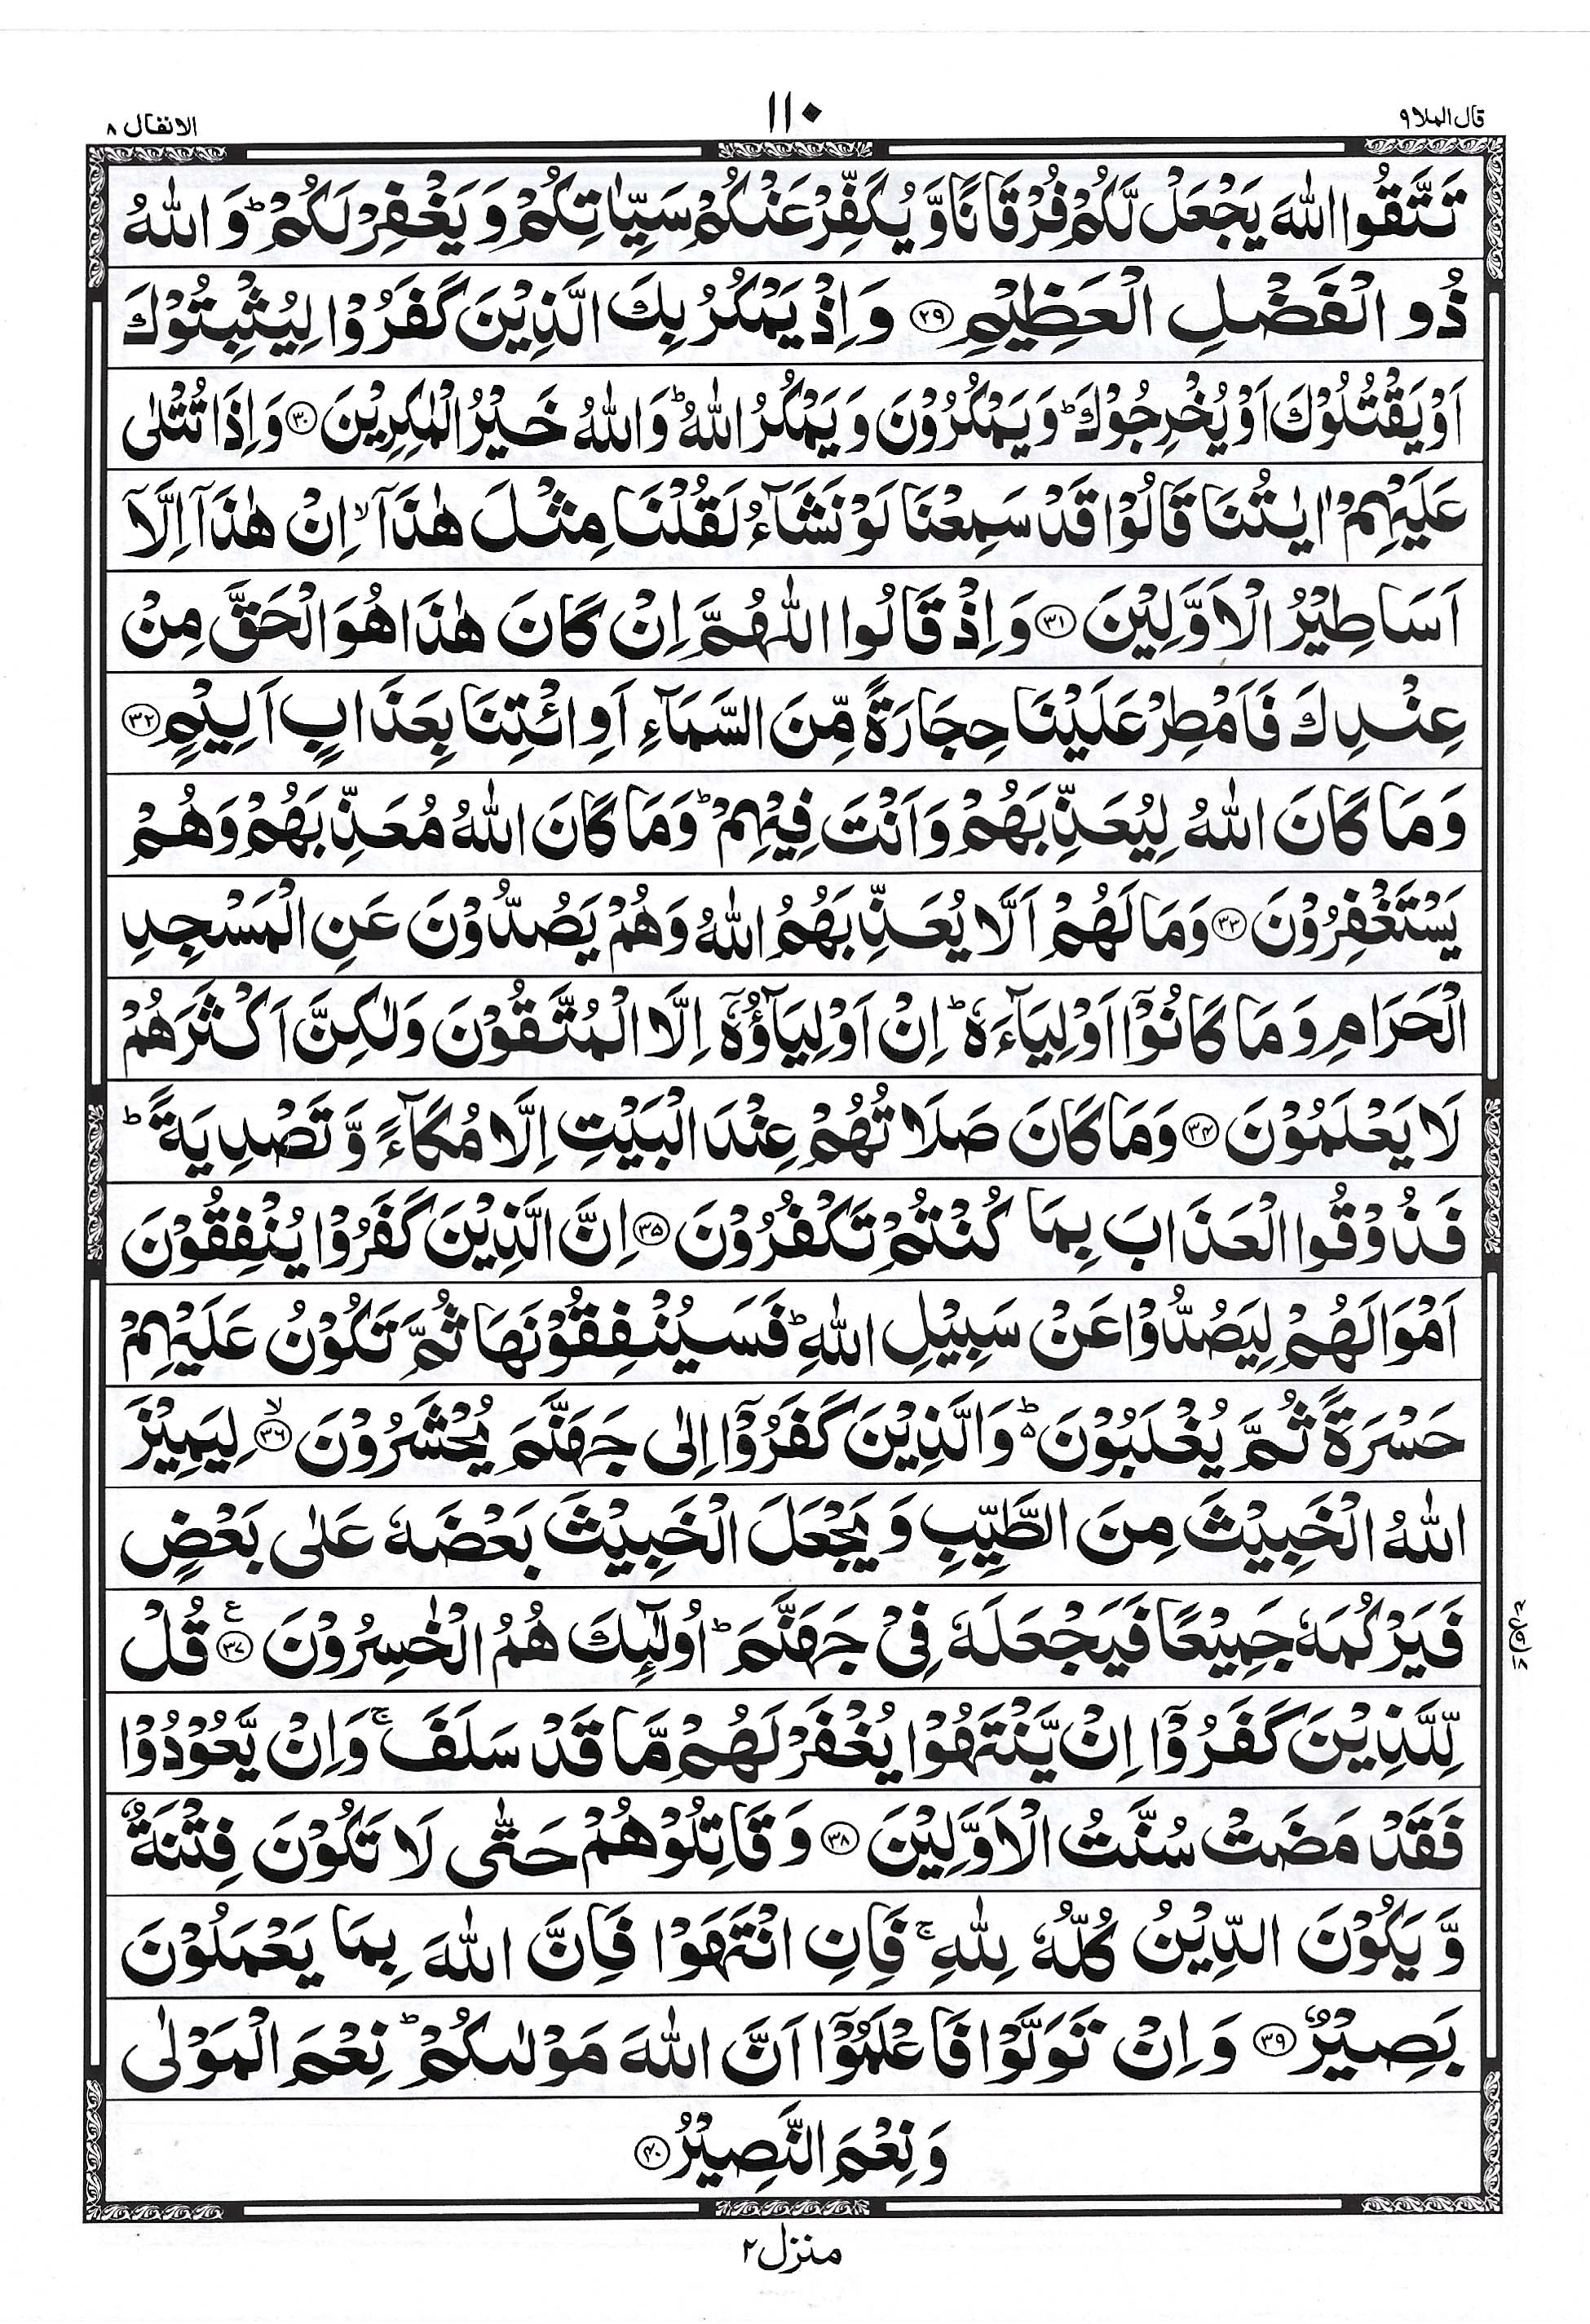 قال الملا ٩
١١٠
الانفال ٨
تَتَّقُوا اللّٰهَ يَجْعَلْ لَّكُمْ فُرْقَانًا وَّ يُكَفِّرْ عَنْكُمْ سَيِّاٰتِكُمْ وَ يَغْفِرْ لَكُمْ ؕ وَ اللّٰهُ
ذُو الْفَضْلِ الْعَظِيْمِ ﴿۲۹﴾ وَ اِذْ يَمْكُرُ بِكَ الَّذِيْنَ كَفَرُوْا لِيُثْبِتُوْكَ
اَوْ يَقْتُلُوْكَ اَوْ يُخْرِجُوْكَ ؕ وَ يَمْكُرُوْنَ وَ يَمْكُرُ اللّٰهُ ؕ وَ اللّٰهُ خَيْرُ الْمٰكِرِيْنَ ﴿۳۰﴾ وَ اِذَا تُتْلٰى
عَلَيْهِمْ اٰيٰتُنَا قَالُوْا قَدْ سَمِعْنَا لَوْ نَشَآءُ لَقُلْنَا مِثْلَ هٰذَاۤ ۙ اِنْ هٰذَاۤ اِلَّاۤ
اَسَاطِيْرُ الْاَوَّلِيْنَ ﴿۳۱﴾ وَ اِذْ قَالُوا اللّٰهُمَّ اِنْ كَانَ هٰذَا هُوَ الْحَقَّ مِنْ
عِنْدِكَ فَاَمْطِرْ عَلَيْنَا حِجَارَةً مِّنَ السَّمَآءِ اَوِ ائْتِنَا بِعَذَابٍ اَلِيْمٍ ﴿۳۲﴾
وَ مَا كَانَ اللّٰهُ لِيُعَذِّبَهُمْ وَ اَنْتَ فِيْهِمْ ؕ وَ مَا كَانَ اللّٰهُ مُعَذِّبَهُمْ وَ هُمْ
يَسْتَغْفِرُوْنَ ﴿۳۳﴾ وَ مَا لَهُمْ اَلَّا يُعَذِّبَهُمُ اللّٰهُ وَ هُمْ يَصُدُّوْنَ عَنِ الْمَسْجِدِ
الْحَرَامِ وَ مَا كَانُوْۤا اَوْلِيَآءَهٗ ؕ اِنْ اَوْلِيَآؤُهٗۤ اِلَّا الْمُتَّقُوْنَ وَ لٰكِنَّ اَكْثَرَهُمْ
لَا يَعْلَمُوْنَ ﴿۳۴﴾ وَ مَا كَانَ صَلَاتُهُمْ عِنْدَ الْبَيْتِ اِلَّا مُكَآءً وَّ تَصْدِيَةً ؕ
فَذُوْقُوا الْعَذَابَ بِمَا كُنْتُمْ تَكْفُرُوْنَ ﴿۳۵﴾ اِنَّ الَّذِيْنَ كَفَرُوْا يُنْفِقُوْنَ
اَمْوَالَهُمْ لِيَصُدُّوْا عَنْ سَبِيْلِ اللّٰهِ ؕ فَسَيُنْفِقُوْنَهَا ثُمَّ تَكُوْنُ عَلَيْهِمْ
حَسْرَةً ثُمَّ يُغْلَبُوْنَ ؕ۬ وَ الَّذِيْنَ كَفَرُوْۤا اِلٰى جَهَنَّمَ يُحْشَرُوْنَ ﴿۳۶﴾ۙ لِيَمِيْزَ
اللّٰهُ الْخَبِيْثَ مِنَ الطَّيِّبِ وَ يَجْعَلَ الْخَبِيْثَ بَعْضَهٗ عَلٰى بَعْضٍ
فَيَرْكُمَهٗ جَمِيْعًا فَيَجْعَلَهٗ فِيْ جَهَنَّمَ ؕ اُولٰٓئِكَ هُمُ الْخٰسِرُوْنَ ﴿۳۷﴾ ع قُلْ
لِّلَّذِيْنَ كَفَرُوْۤا اِنْ يَّنْتَهُوْا يُغْفَرْ لَهُمْ مَّا قَدْ سَلَفَ ۚ وَ اِنْ يَّعُوْدُوْا
فَقَدْ مَضَتْ سُنَّتُ الْاَوَّلِيْنَ ﴿۳۸﴾ وَ قَاتِلُوْهُمْ حَتّٰى لَا تَكُوْنَ فِتْنَةٌ
وَّ يَكُوْنَ الدِّيْنُ كُلُّهٗ لِلّٰهِ ۚ فَاِنِ انْتَهَوْا فَاِنَّ اللّٰهَ بِمَا يَعْمَلُوْنَ
بَصِيْرٌ ﴿۳۹﴾ وَ اِنْ تَوَلَّوْا فَاعْلَمُوْۤا اَنَّ اللّٰهَ مَوْلٰىكُمْ ؕ نِعْمَ الْمَوْلٰى
وَ نِعْمَ النَّصِيْرُ ﴿۴۰﴾
منزل ٢